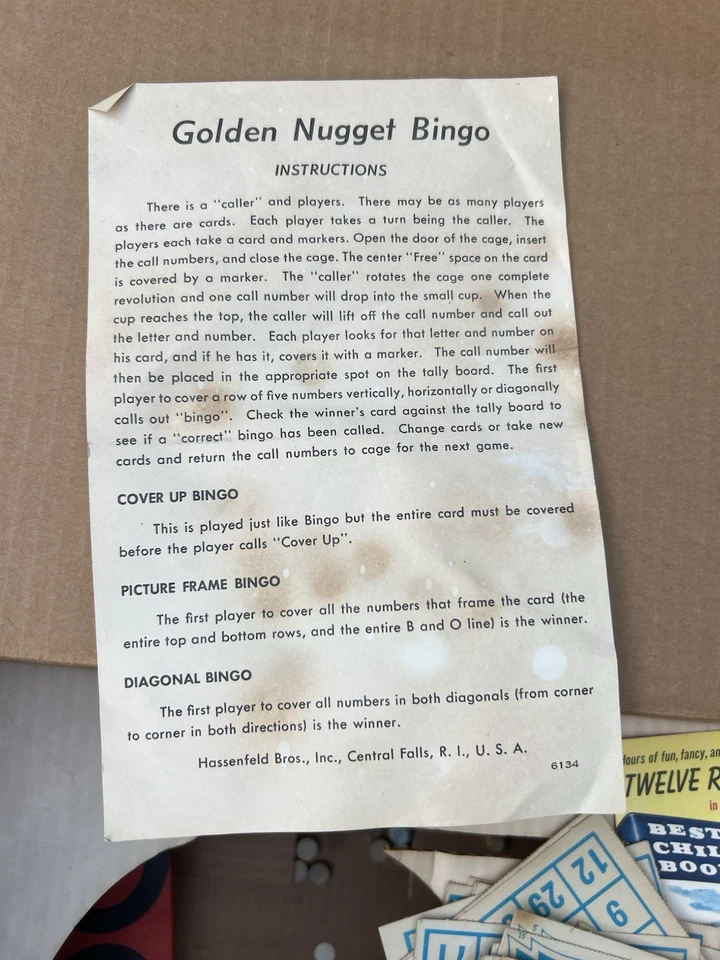 Golden Nugget Bingo
INSTRUCTIONS
There is a "caller" and players. There may be as many players
as there are cards. Each player takes a turn being the caller. The
players each take a card and markers. Open the door of the cage, insert
the call numbers, and close the cage. The center "Free" space on the card
is covered by a marker. The "caller" rotates the cage one complete
revolution and one call number will drop into the small cup. When the
cup reaches the top, the caller will lift off the call number and call out
the letter and number. Each player looks for that letter and number on
his card, and if he has it, covers it with a marker. The call number will
then be placed in the appropriate spot on the tally board. The first
player to cover a row of five numbers vertically, horizontally or diagonally
calls out "bingo". Check the winner's card against the tally board to
see if a "correct" bingo has been called. Change cards or take new
cards and return the call numbers to cage for the next game.
COVER UP BINGO
This is played just like Bingo but the entire card must be covered
before the player calls "Cover Up".
PICTURE FRAME BINGO
The first player to cover all the numbers that frame the card (the
entire top and bottom rows, and the entire B and O line) is the winner.
DIAGONAL BINGO
The first player to cover all numbers in both diagonals (from corner
to corner in both directions) is the winner.
Hassenfeld Bros., Inc., Central Falls, R. I., U. S. A.
6134
ours of fun, fancy,
TWELVE
in
BEST
12
29
9